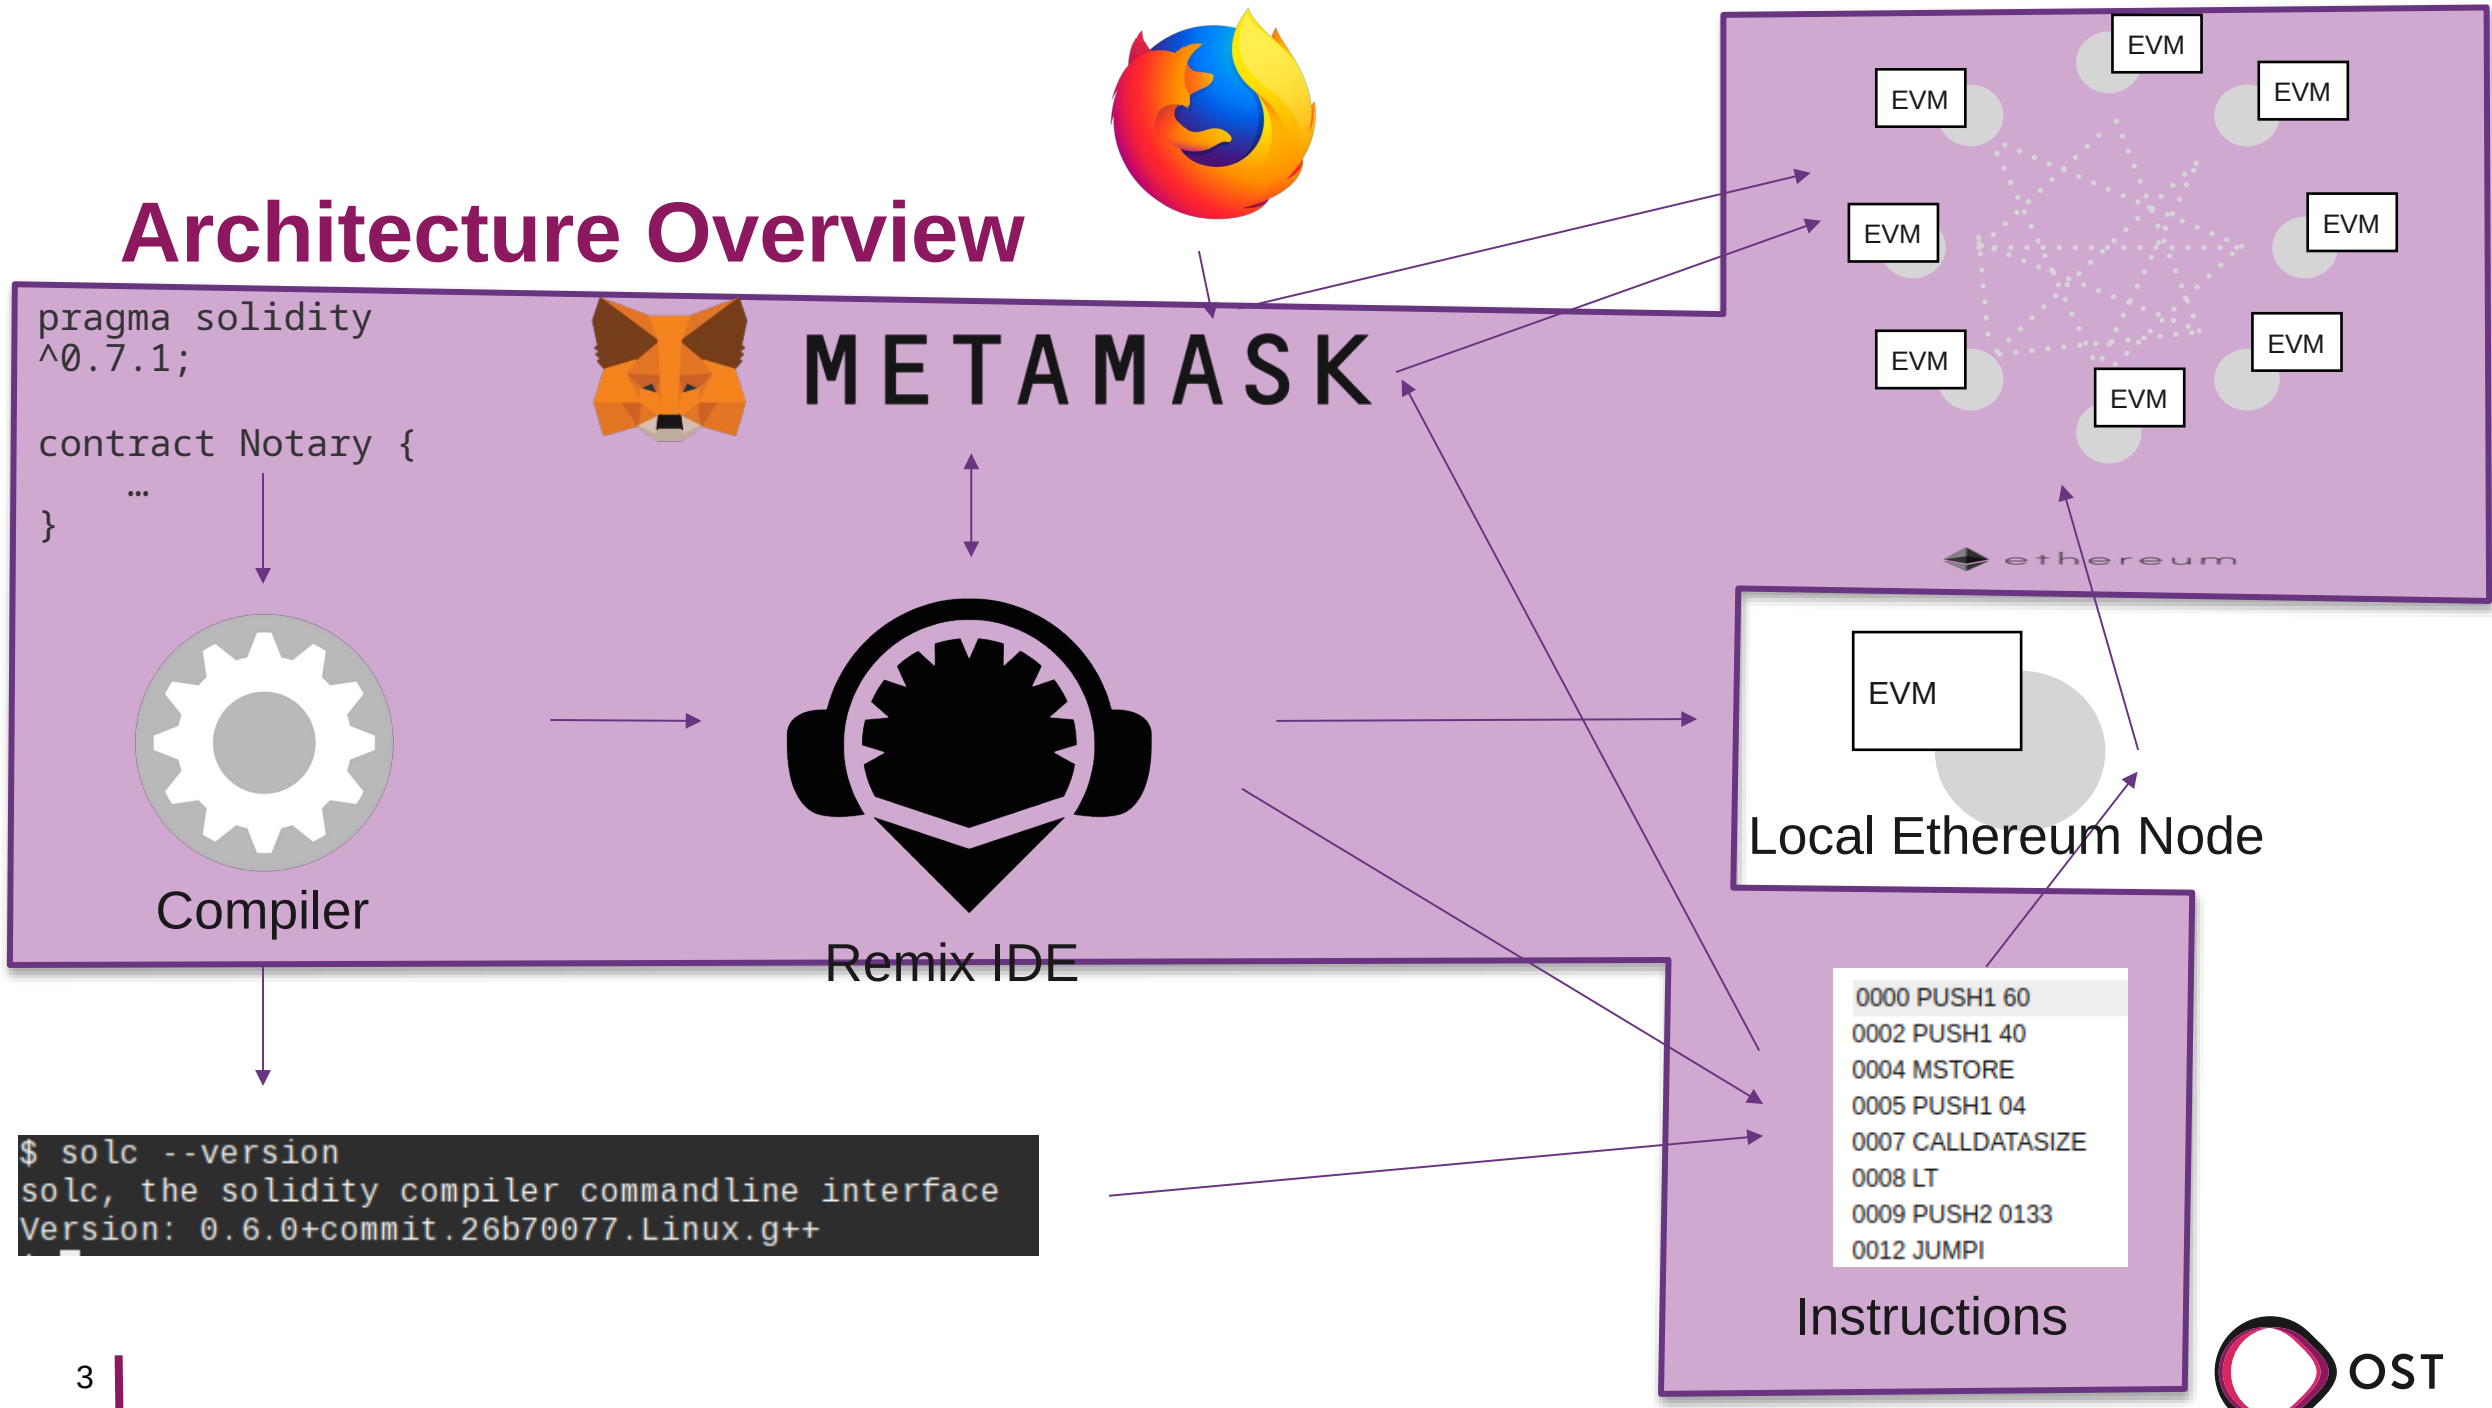 Architecture Overview
pragma solidity
^0.7.1;
contract Notary {
…
}
METAMASK
EVM
EVM
EVM
EVM
EVM
EVM
EVM
EVM
ethereum
EVM
Local Ethereum Node
Compiler
Remix IDE
$ solc --version
solc, the solidity compiler commandline interface
Version: 0.6.0+commit.26b70077.Linux.g++
0000 PUSH1 60
0002 PUSH1 40
0004 MSTORE
0005 PUSH1 04
0007 CALLDATASIZE
0008 LT
0009 PUSH2 0133
0012 JUMPI
Instructions
3
OST